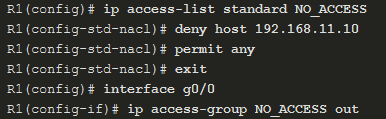 R1(config)# ip access-list standard NO_ACCESS
R1(config-std-nacl)# deny host 192.168.11.10
R1(config-std-nacl)# permit any
R1(config-std-nacl)# exit
R1(config)# interface g0/0
R1(config-if)# ip access-group NO_ACCESS out